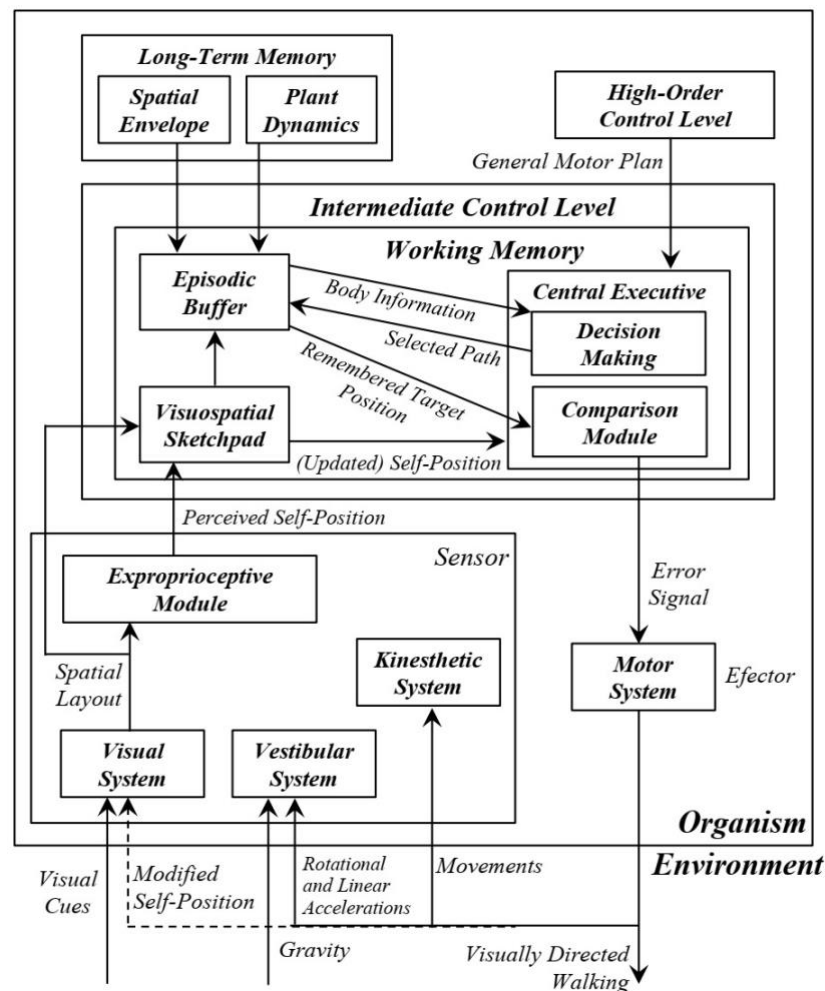 Long-Term Memory
Spatial
Envelope
Plant
Dynamics
High-Order
Control Level
General Motor Plan
Intermediate Control Level
Working Memory
Episodic
Buffer
Body Information
Central Executive
Decision
Making
Selected Path
Remembered Target
Position
Visuospatial
Sketchpad
Comparison
Module
(Updated) Self-Position
Perceived Self-Position
Sensor
Exproprioceptive
Module
Error
Signal
Spatial
Layout
Kinesthetic
System
Motor
System
Efector
Visual
System
Vestibular
System
Organism
Environment
Visual
Cues
Modified
Self-Position
Rotational
and Linear
Accelerations
Movements
Gravity
Visually Directed
Walking